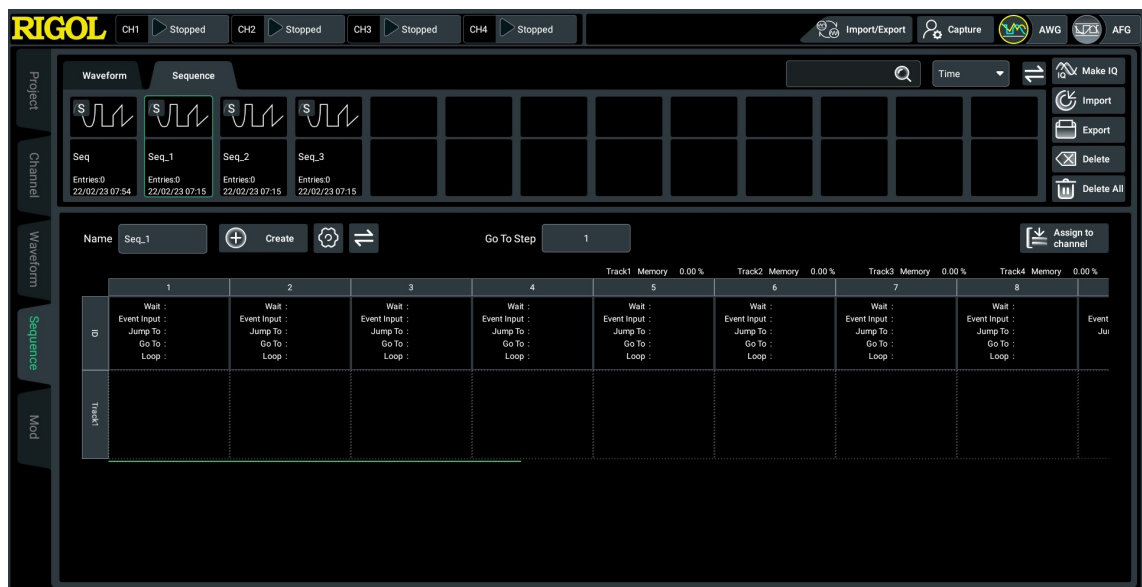 RIGOL CH1 Stopped CH2 Stopped CH3 Stopped CH4 Stopped Import/Export Capture AWG AFG
Project
Channel
Waveform
Sequence
Mod
Waveform Sequence Time
Make IQ
Import
Export
Delete
Delete All
S S S S
Seq Seq_1 Seq_2 Seq_3
Entries:0 Entries:0 Entries:0 Entries:0
22/02/23 07:54 22/02/23 07:15 22/02/23 07:15 22/02/23 07:15
Name Seq_1 Create Go To Step 1 Assign to
channel
Track1 Memory 0.00 % Track2 Memory 0.00 % Track3 Memory 0.00 % Track4 Memory 0.00 %
1 2 3 4 5 6 7 8
ID
Wait : Wait : Wait : Wait : Wait : Wait : Wait : Wait :
Event Input : Event Input : Event Input : Event Input : Event Input : Event Input : Event Input : Event Input : Event
Jump To : Jump To : Jump To : Jump To : Jump To : Jump To : Jump To : Jump To : Ju
Go To : Go To : Go To : Go To : Go To : Go To : Go To : Go To :
Loop : Loop : Loop : Loop : Loop : Loop : Loop : Loop :
Track1